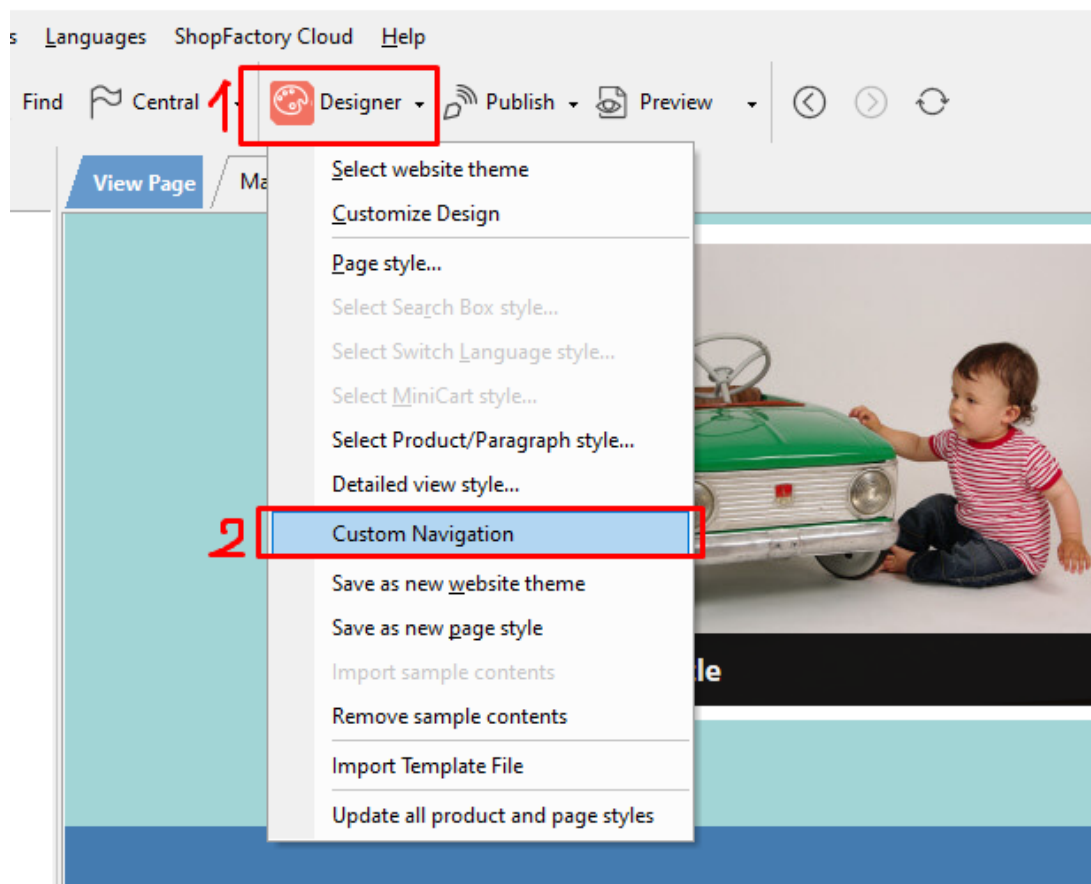 s Languages ShopFactory Cloud Help
Find Central 1 Designer Publish Preview
View Page Ma
Select website theme
Customize Design
Page style...
Select Search Box style...
Select Switch Language style...
Select MiniCart style...
Select Product/Paragraph style...
Detailed view style...
2 Custom Navigation
Save as new website theme
Save as new page style
Import sample contents
tle
Remove sample contents
Import Template File
Update all product and page styles